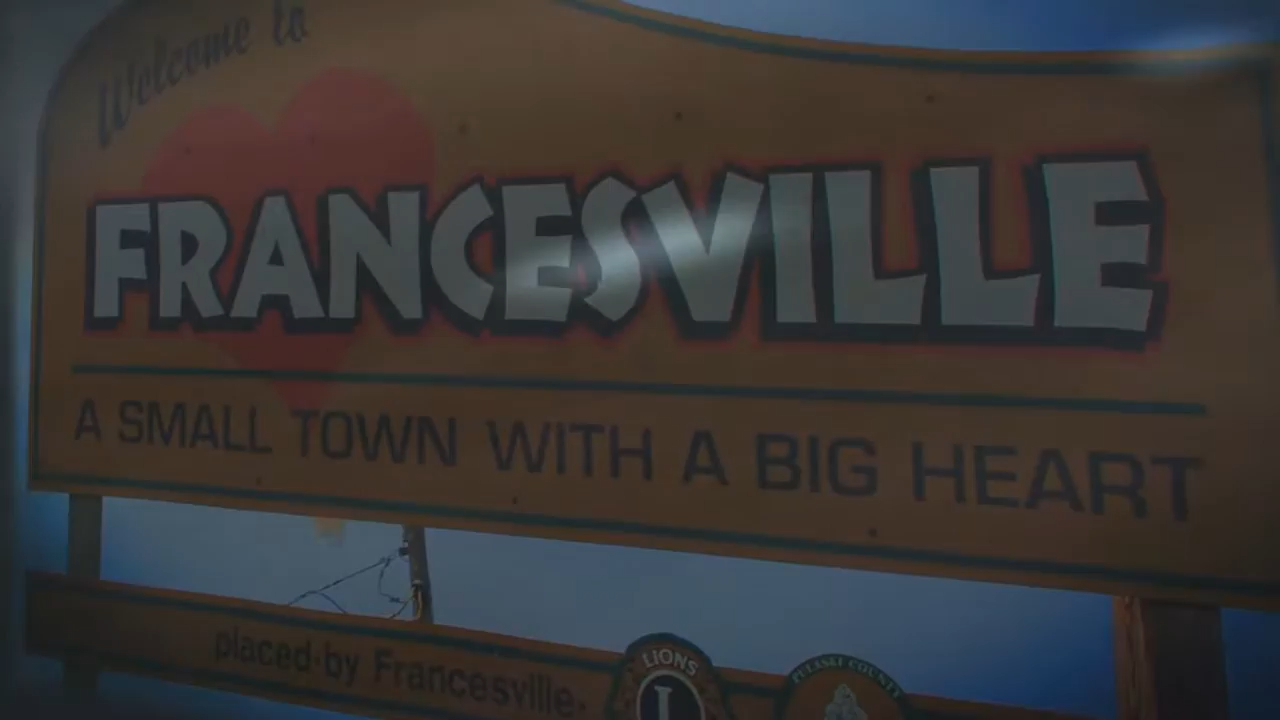 Welcome to
FRANCESVILLE
A SMALL TOWN WITH A BIG HEART
placed by Francesville
LIONS
L
PULASKI COUNTY